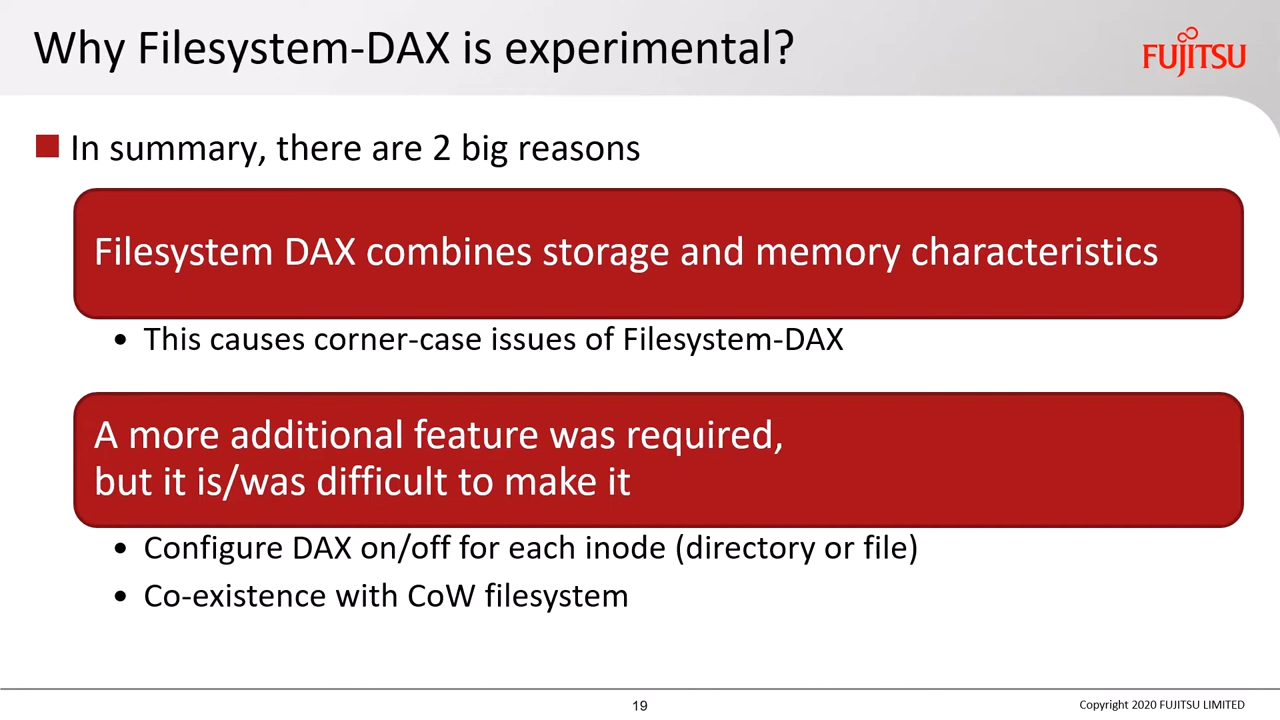 Why Filesystem-DAX is experimental?
FUJITSU
In summary, there are 2 big reasons
Filesystem DAX combines storage and memory characteristics
• This causes corner-case issues of Filesystem-DAX
A more additional feature was required,
but it is/was difficult to make it
• Configure DAX on/off for each inode (directory or file)
• Co-existence with CoW filesystem
19
Copyright 2020 FUJITSU LIMITED